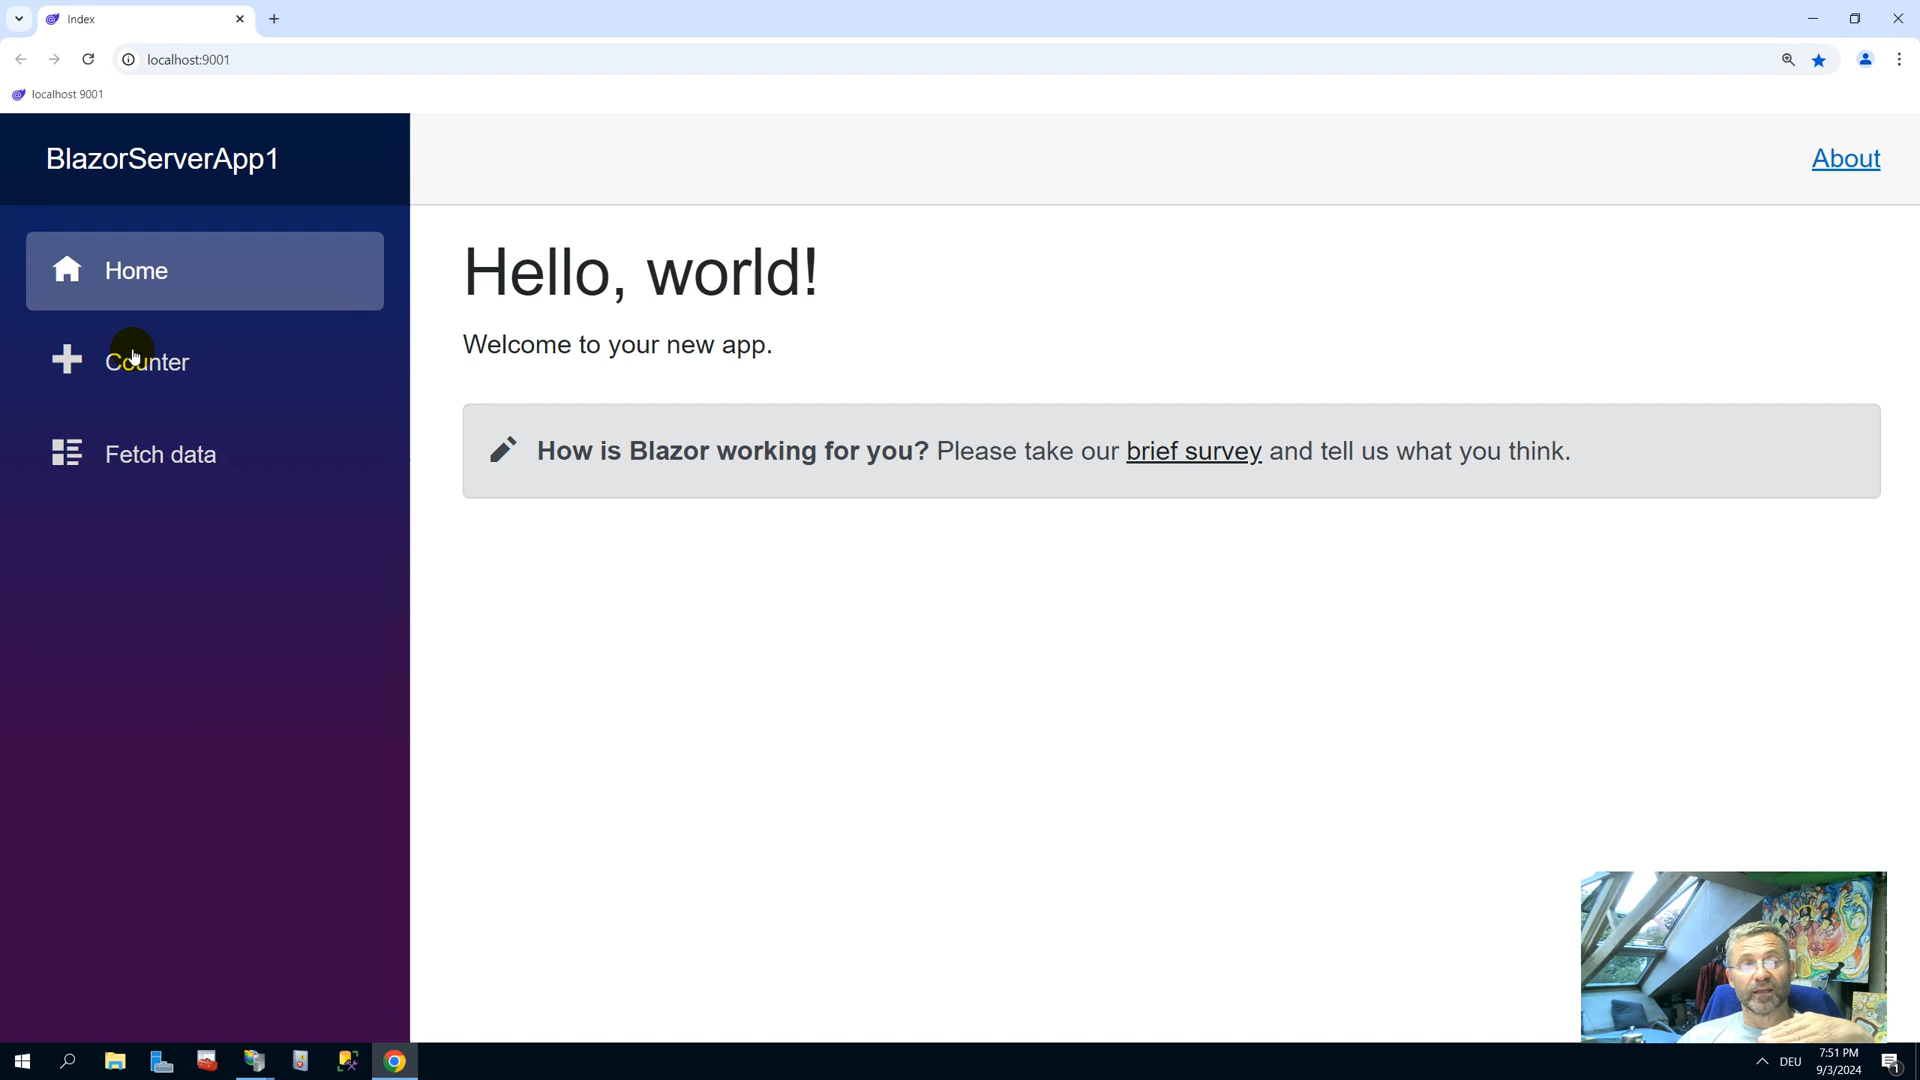 Index
localhost:9001
localhost 9001
BlazorServerApp1
About
Home
Counter
Fetch data
Hello, world!
Welcome to your new app.
How is Blazor working for you? Please take our brief survey and tell us what you think.
DEU
7:51 PM
9/3/2024
1